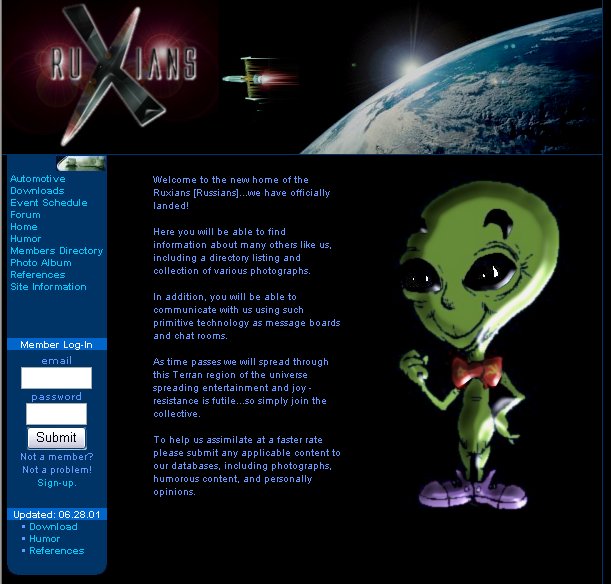 RUXIANS
Automotive
Downloads
Event Schedule
Forum
Home
Humor
Members Directory
Photo Album
References
Site Information
Member Log-In
email
password
Submit
Not a member?
Not a problem!
Sign-up.
Updated: 06.28.01
• Download
• Humor
• References
Welcome to the new home of the
Ruxians [Russians]...we have officially
landed!
Here you will be able to find
information about many others like us,
including a directory listing and
collection of various photographs.
In addition, you will be able to
communicate with us using such
primitive technology as message boards
and chat rooms.
As time passes we will spread through
this Terran region of the universe
spreading entertainment and joy -
resistance is futile...so simply join the
collective.
To help us assimilate at a faster rate
please submit any applicable content to
our databases, including photographs,
humorous content, and personally
opinions.